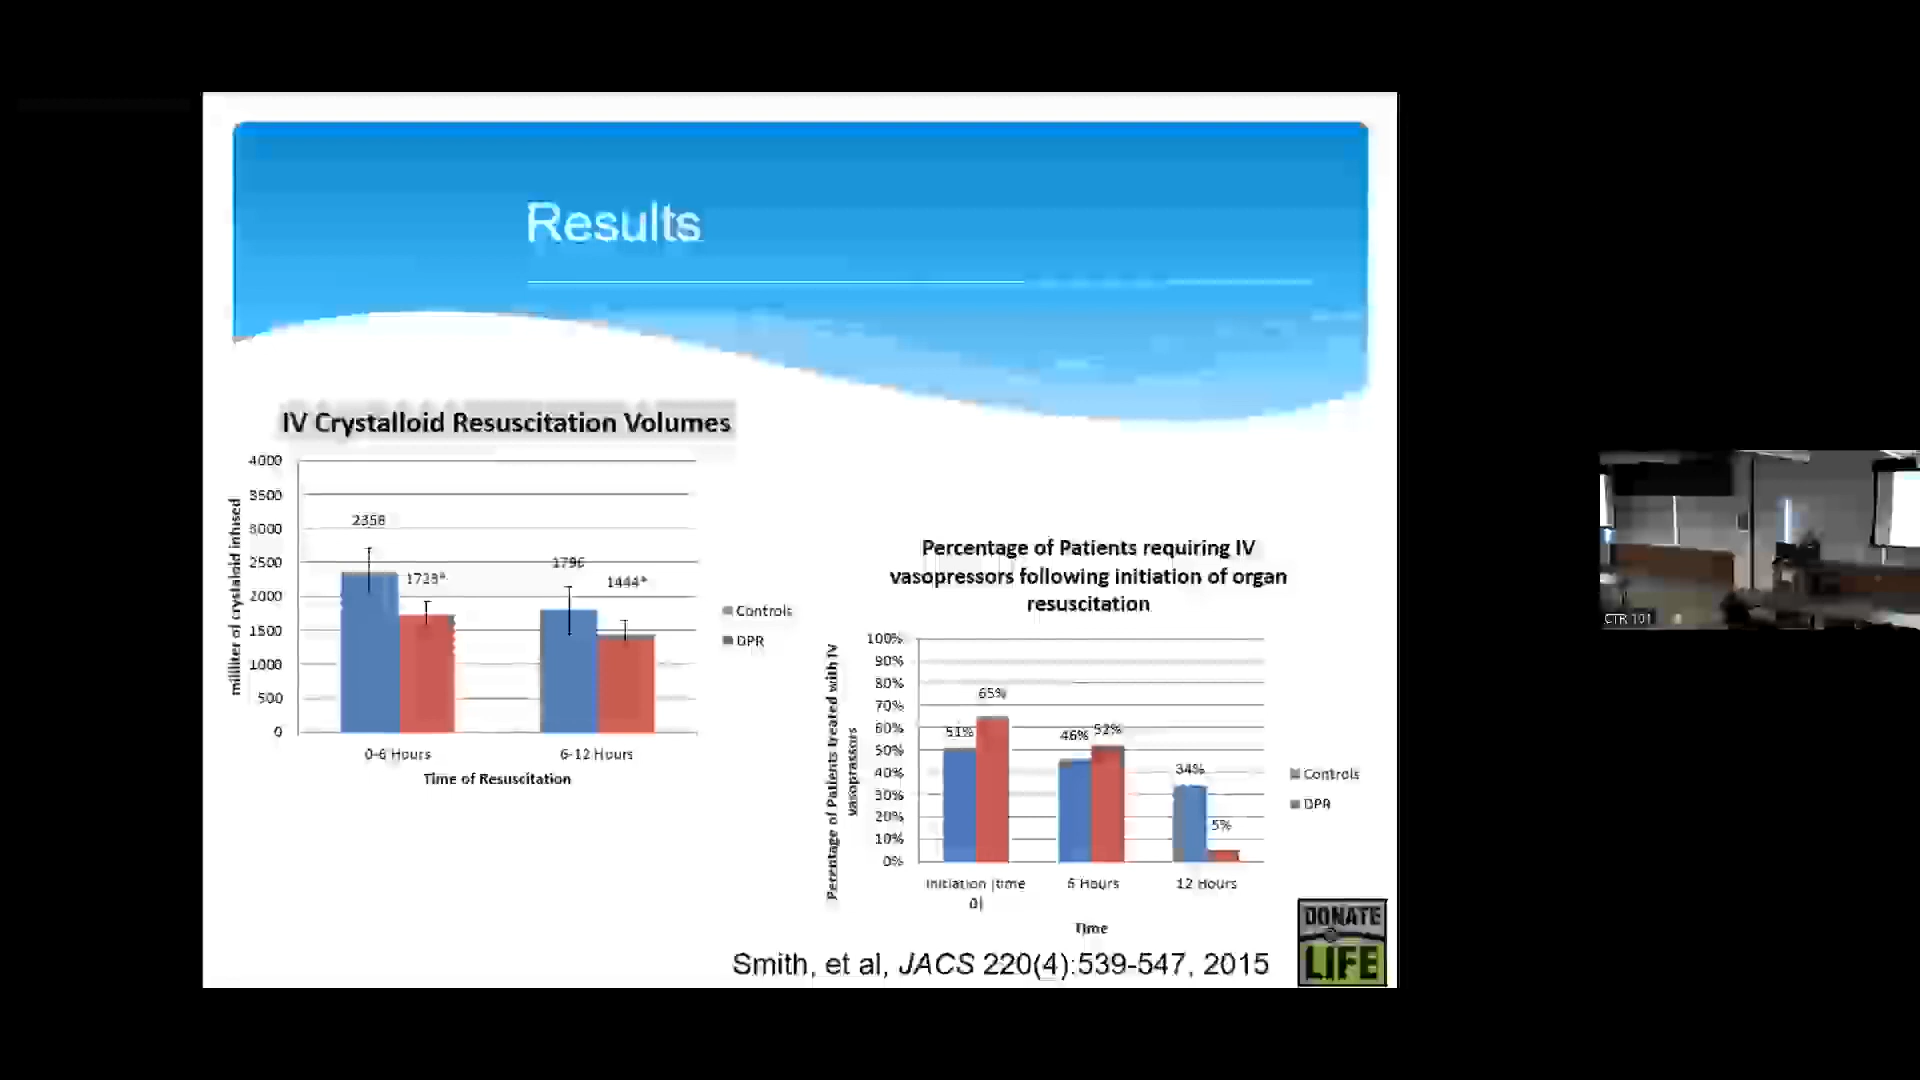 Results
IV Crystalloid Resuscitation Volumes
4000
3500
3000
2500
2000
1500
1000
500
0
milliliter of crystalloid infused
2358
1723*
1796
1444*
0-6 Hours
6-12 Hours
Time of Resuscitation
Controls
DPR
Percentage of Patients requiring IV
vasopressors following initiation of organ
resuscitation
100%
90%
80%
70%
60%
50%
40%
30%
20%
10%
0%
Percentage of Patients treated with IV
vasopressors
51%
65%
46%
52%
34%
5%
Initiation (time
0)
6 Hours
12 Hours
Time
Controls
DPR
Smith, et al, JACS 220(4):539-547, 2015
DONATE
LIFE
CTR 101